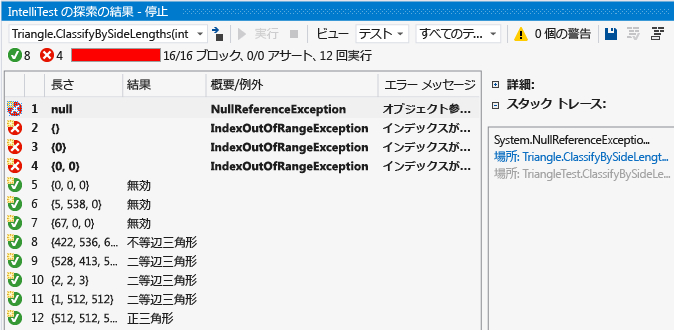 IntelliTest の探索の結果 - 停止
Triangle.ClassifyBySideLengths(int 実行 停止 ビュー テスト すべてのテ... 0 個の警告
8 4 16/16 ブロック、0/0 アサート、12 回実行
長さ 結果 概要/例外 エラー メッセージ
1 null NullReferenceException オブジェクト参...
2 {} IndexOutOfRangeException インデックスが...
3 {0} IndexOutOfRangeException インデックスが...
4 {0, 0} IndexOutOfRangeException インデックスが...
5 {0, 0, 0} 無効
6 {5, 538, 0} 無効
7 {67, 0, 0} 無効
8 {422, 536, 6... 不等辺三角形
9 {528, 413, 5... 二等辺三角形
10 {2, 2, 3} 二等辺三角形
11 {1, 512, 512} 二等辺三角形
12 {512, 512, 5... 正三角形
詳細:
スタック トレース:
System.NullReferenceExceptio...
場所: Triangle.ClassifyBySideLengt...
場所: TriangleTest.ClassifyBySideLe...